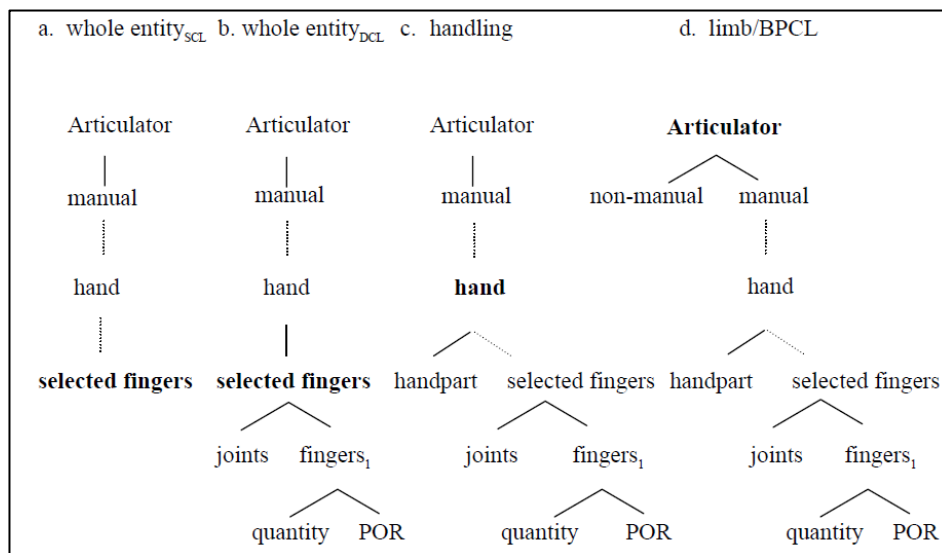 a. whole entity_SCL b. whole entity_DCL c. handling d. limb/BPCL
Articulator Articulator Articulator Articulator
manual manual manual non-manual manual
hand hand hand hand
selected fingers selected fingers handpart selected fingers handpart selected fingers
joints fingers₁ joints fingers₁ joints fingers₁
quantity POR quantity POR quantity POR